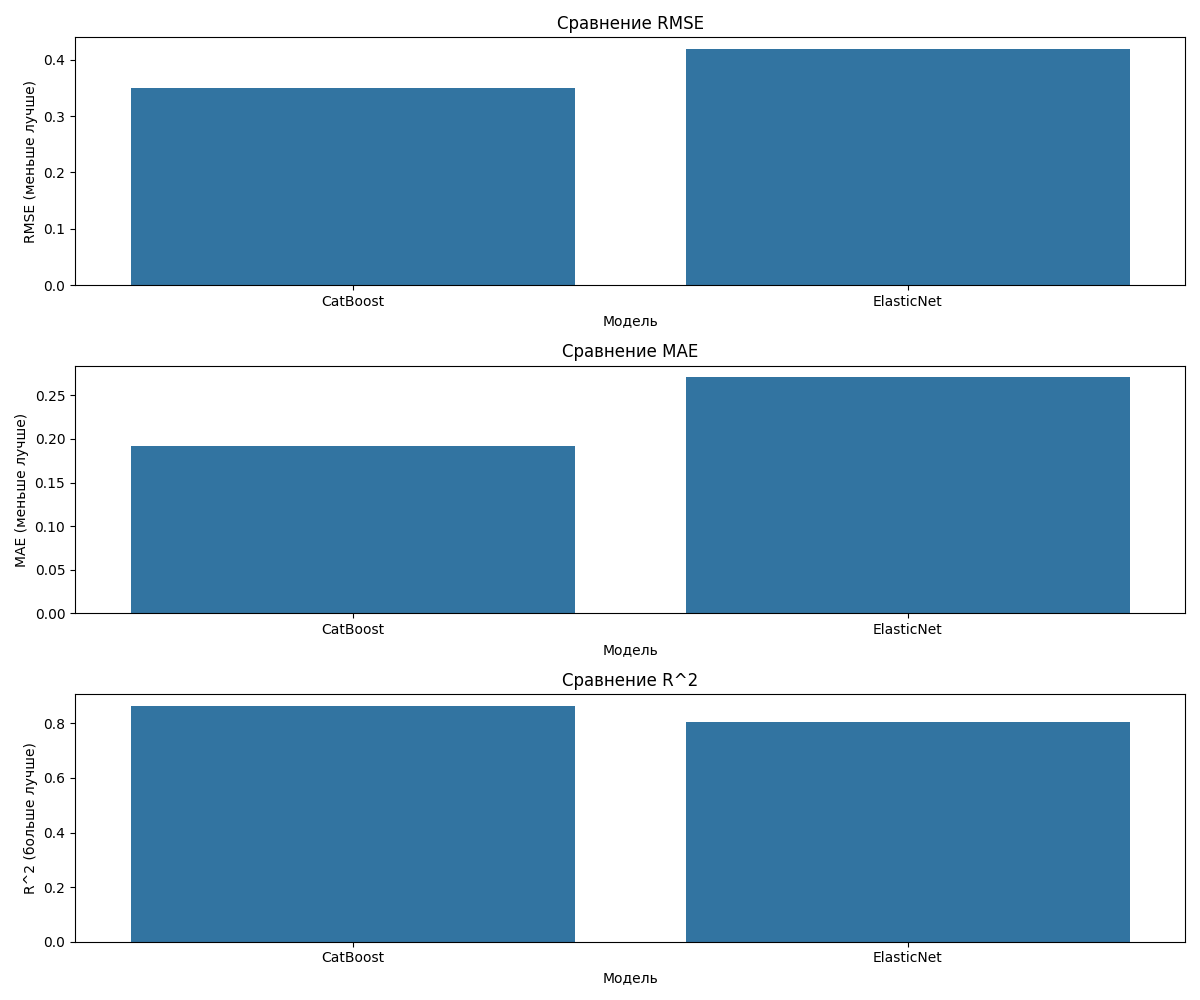 Сравнение RMSE
RMSE (меньше лучше)
0.4
0.3
0.2
0.1
0.0
CatBoost ElasticNet
Модель
Сравнение MAE
MAE (меньше лучше)
0.25
0.20
0.15
0.10
0.05
0.00
CatBoost ElasticNet
Модель
Сравнение R^2
R^2 (больше лучше)
0.8
0.6
0.4
0.2
0.0
CatBoost ElasticNet
Модель